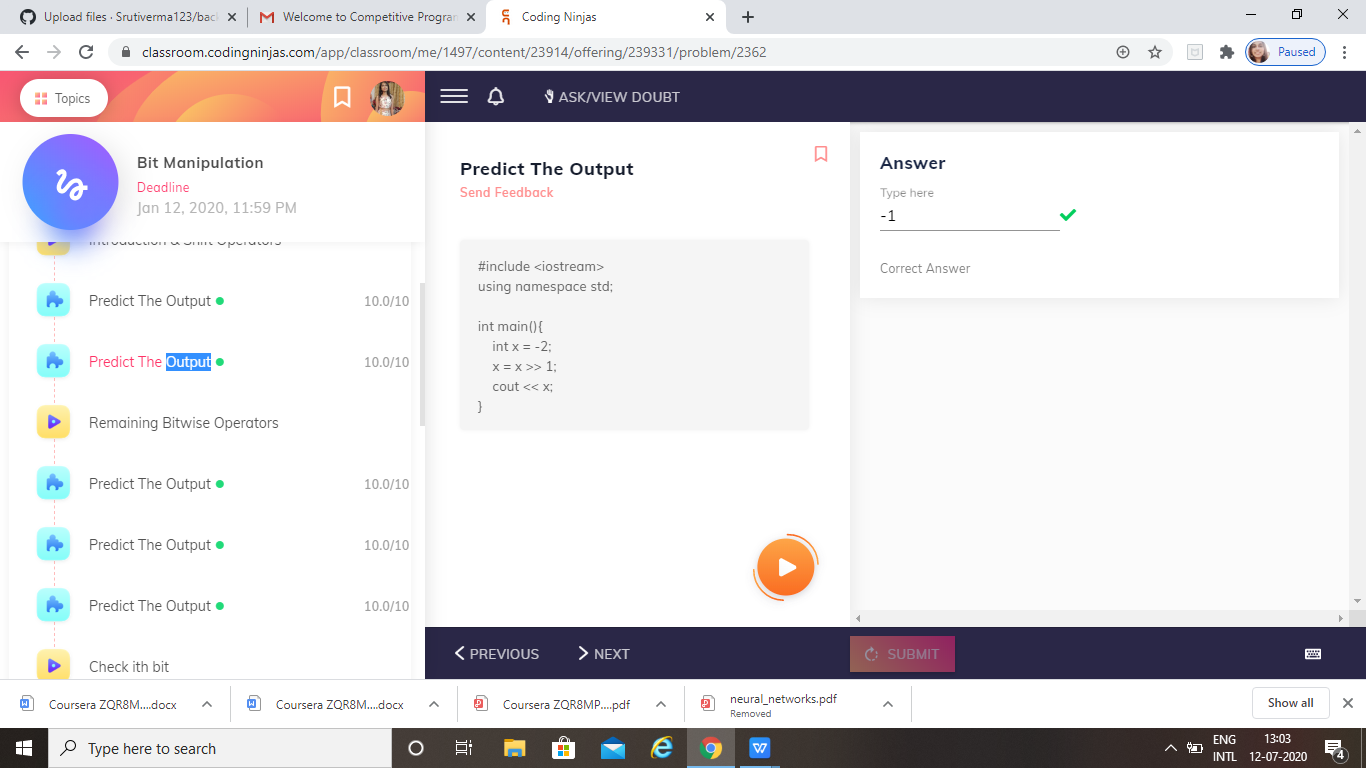 Upload files · Srutiverma123/bac
Welcome to Competitive Program
Coding Ninjas
classroom.codingninjas.com/app/classroom/me/1497/content/23914/offering/239331/problem/2362
Paused
Topics
ASK/VIEW DOUBT
Bit Manipulation
Deadline
Jan 12, 2020, 11:59 PM
Introduction & Shift Operators
Predict The Output
10.0/10
Predict The Output
10.0/10
Remaining Bitwise Operators
Predict The Output
10.0/10
Predict The Output
10.0/10
Predict The Output
10.0/10
Check ith bit
Predict The Output
Send Feedback
#include <iostream>
using namespace std;
int main(){
int x = -2;
x = x >> 1;
cout << x;
}
Answer
Type here
-1
Correct Answer
PREVIOUS
NEXT
SUBMIT
Coursera ZQR8M....docx
Coursera ZQR8M....docx
Coursera ZQR8MP....pdf
neural_networks.pdf
Removed
Show all
Type here to search
ENG
INTL
13:03
12-07-2020
4